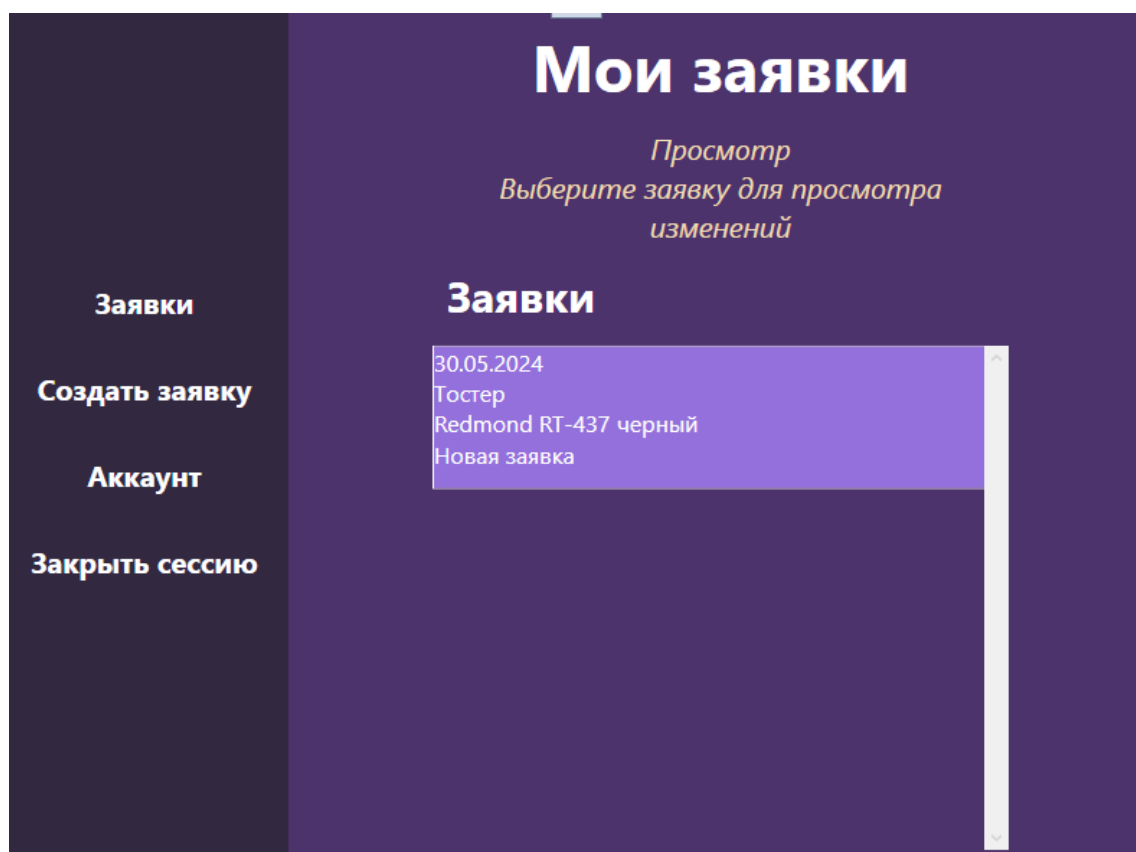 Мои заявки
Просмотр
Выберите заявку для просмотра
изменений
Заявки
Создать заявку
Аккаунт
Закрыть сессию
Заявки
30.05.2024
Тостер
Redmond RT-437 черный
Новая заявка